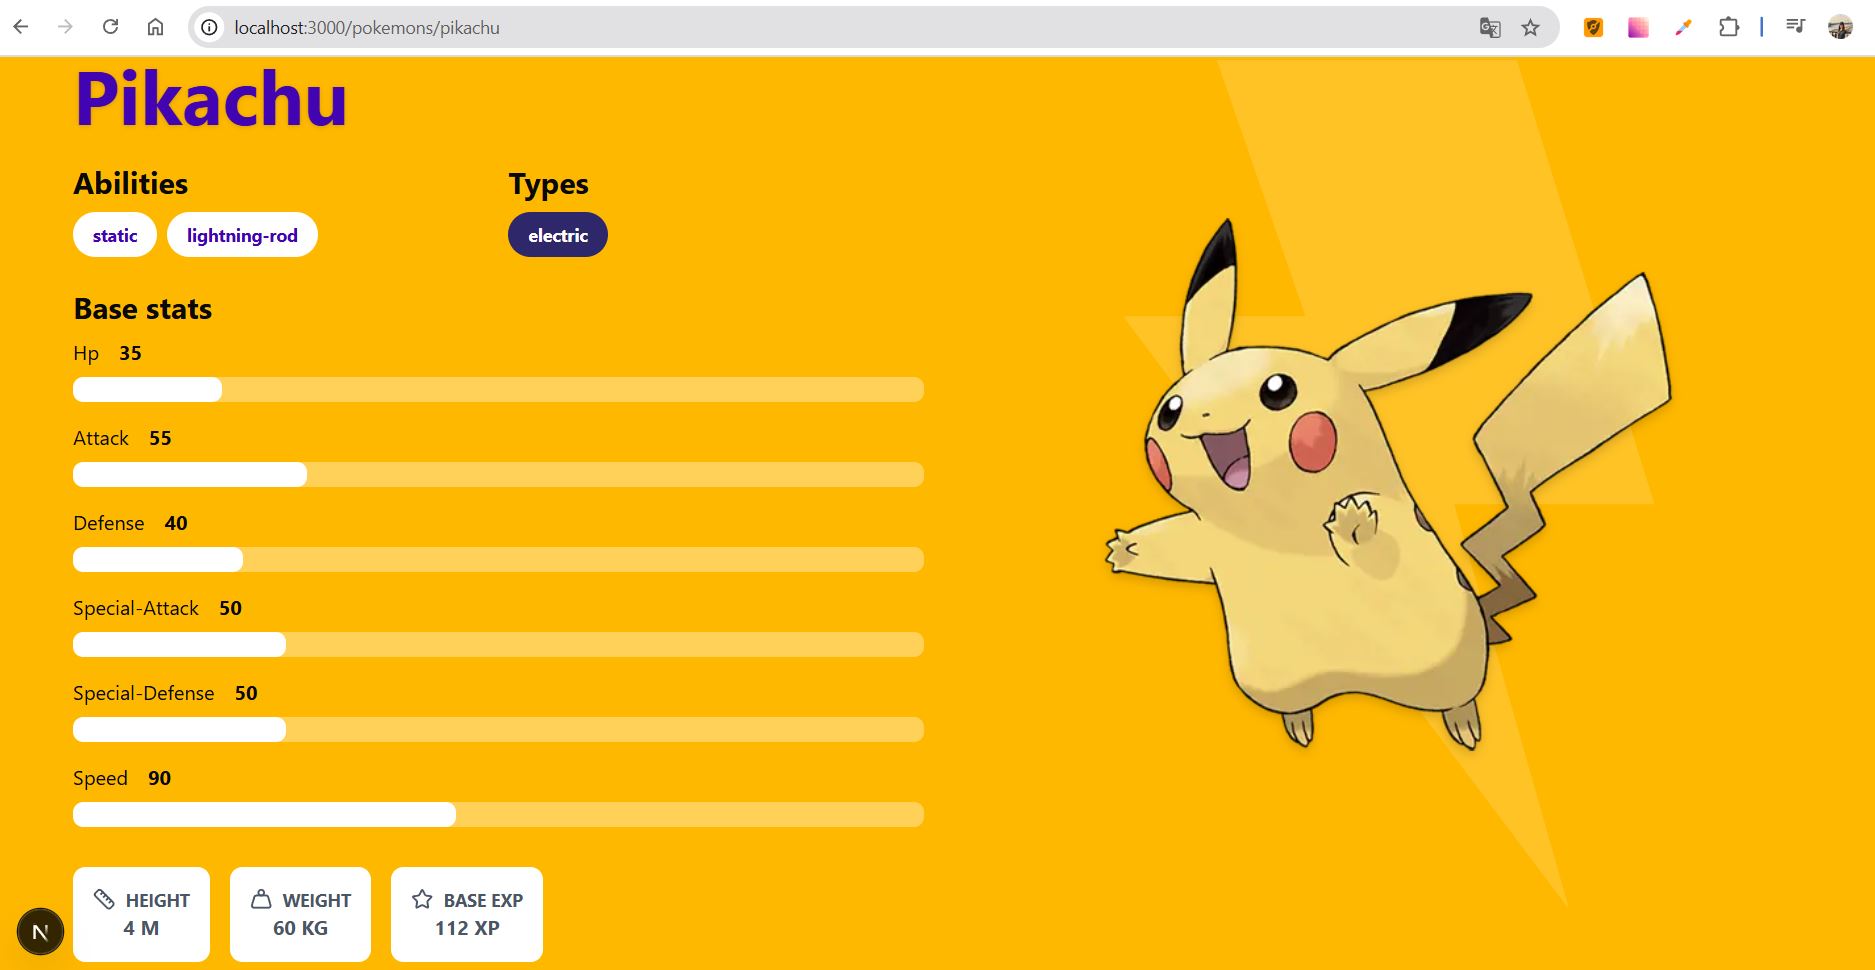 localhost:3000/pokemons/pikachu
Pikachu
Abilities
static lightning-rod
Types
electric
Base stats
Hp 35
Attack 55
Defense 40
Special-Attack 50
Special-Defense 50
Speed 90
HEIGHT
4 M
WEIGHT
60 KG
BASE EXP
112 XP
N